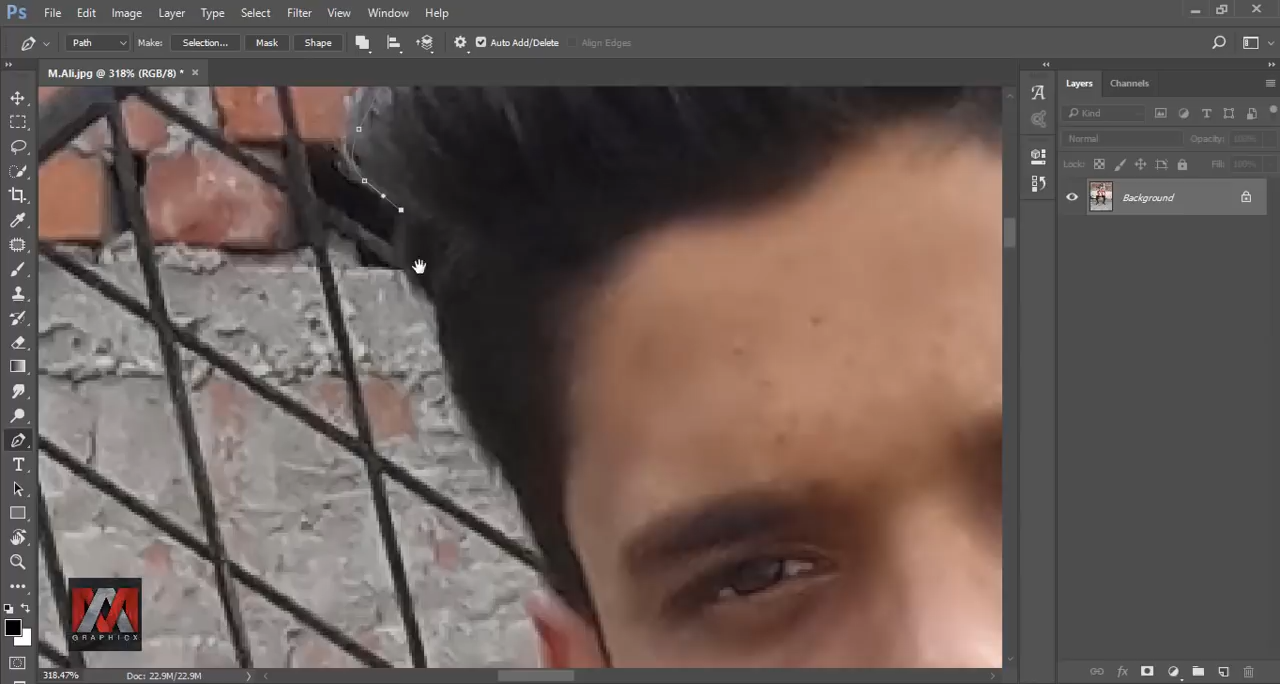 Ps File Edit Image Layer Type Select Filter View Window Help
Path Make: Selection... Mask Shape Auto Add/Delete Align Edges
M.Ali.jpg @ 318% (RGB/8) * ×
Layers Channels
Kind
Normal Opacity: 100%
Lock: Fill: 100%
Background
GRAPHICX
318.47% Doc: 22.9M/22.9M